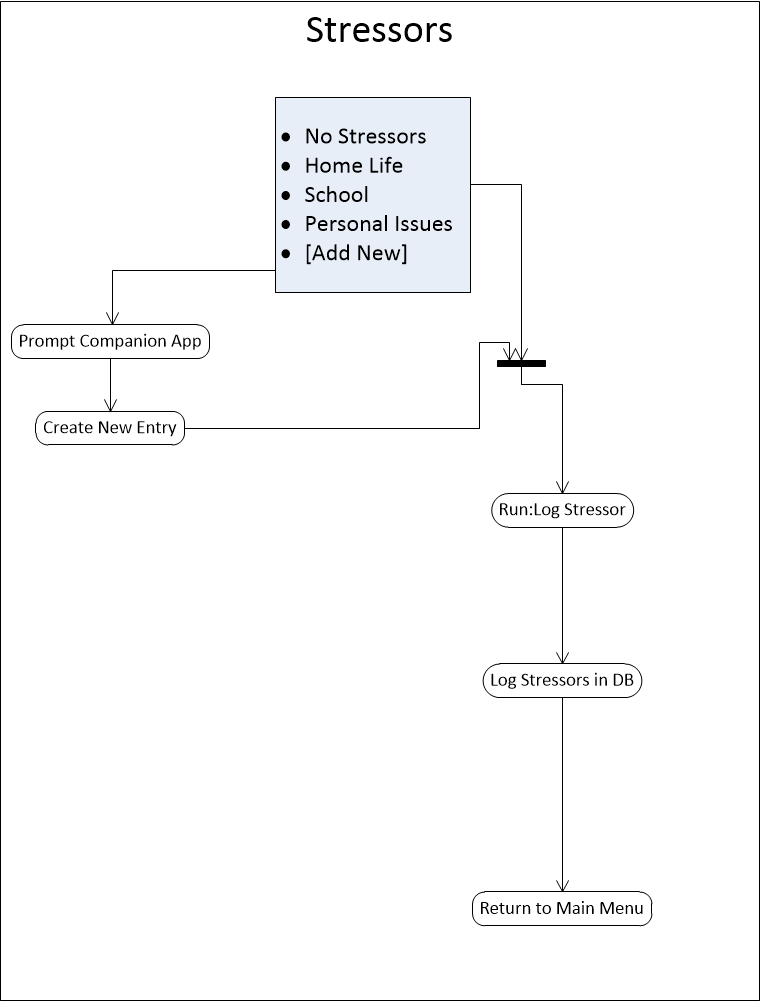 Stressors
• No Stressors
• Home Life
• School
• Personal Issues
• [Add New]
Prompt Companion App
Create New Entry
Run:Log Stressor
Log Stressors in DB
Return to Main Menu